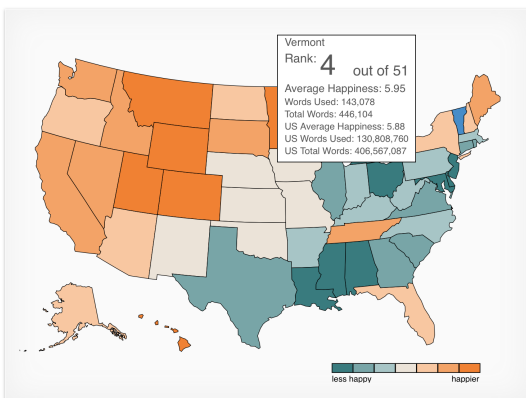 Vermont
Rank: 4 out of 51
Average Happiness: 5.95
Words Used: 143,078
Total Words: 446,104
US Average Happiness: 5.88
US Words Used: 130,808,760
US Total Words: 406,567,087
less happy happier